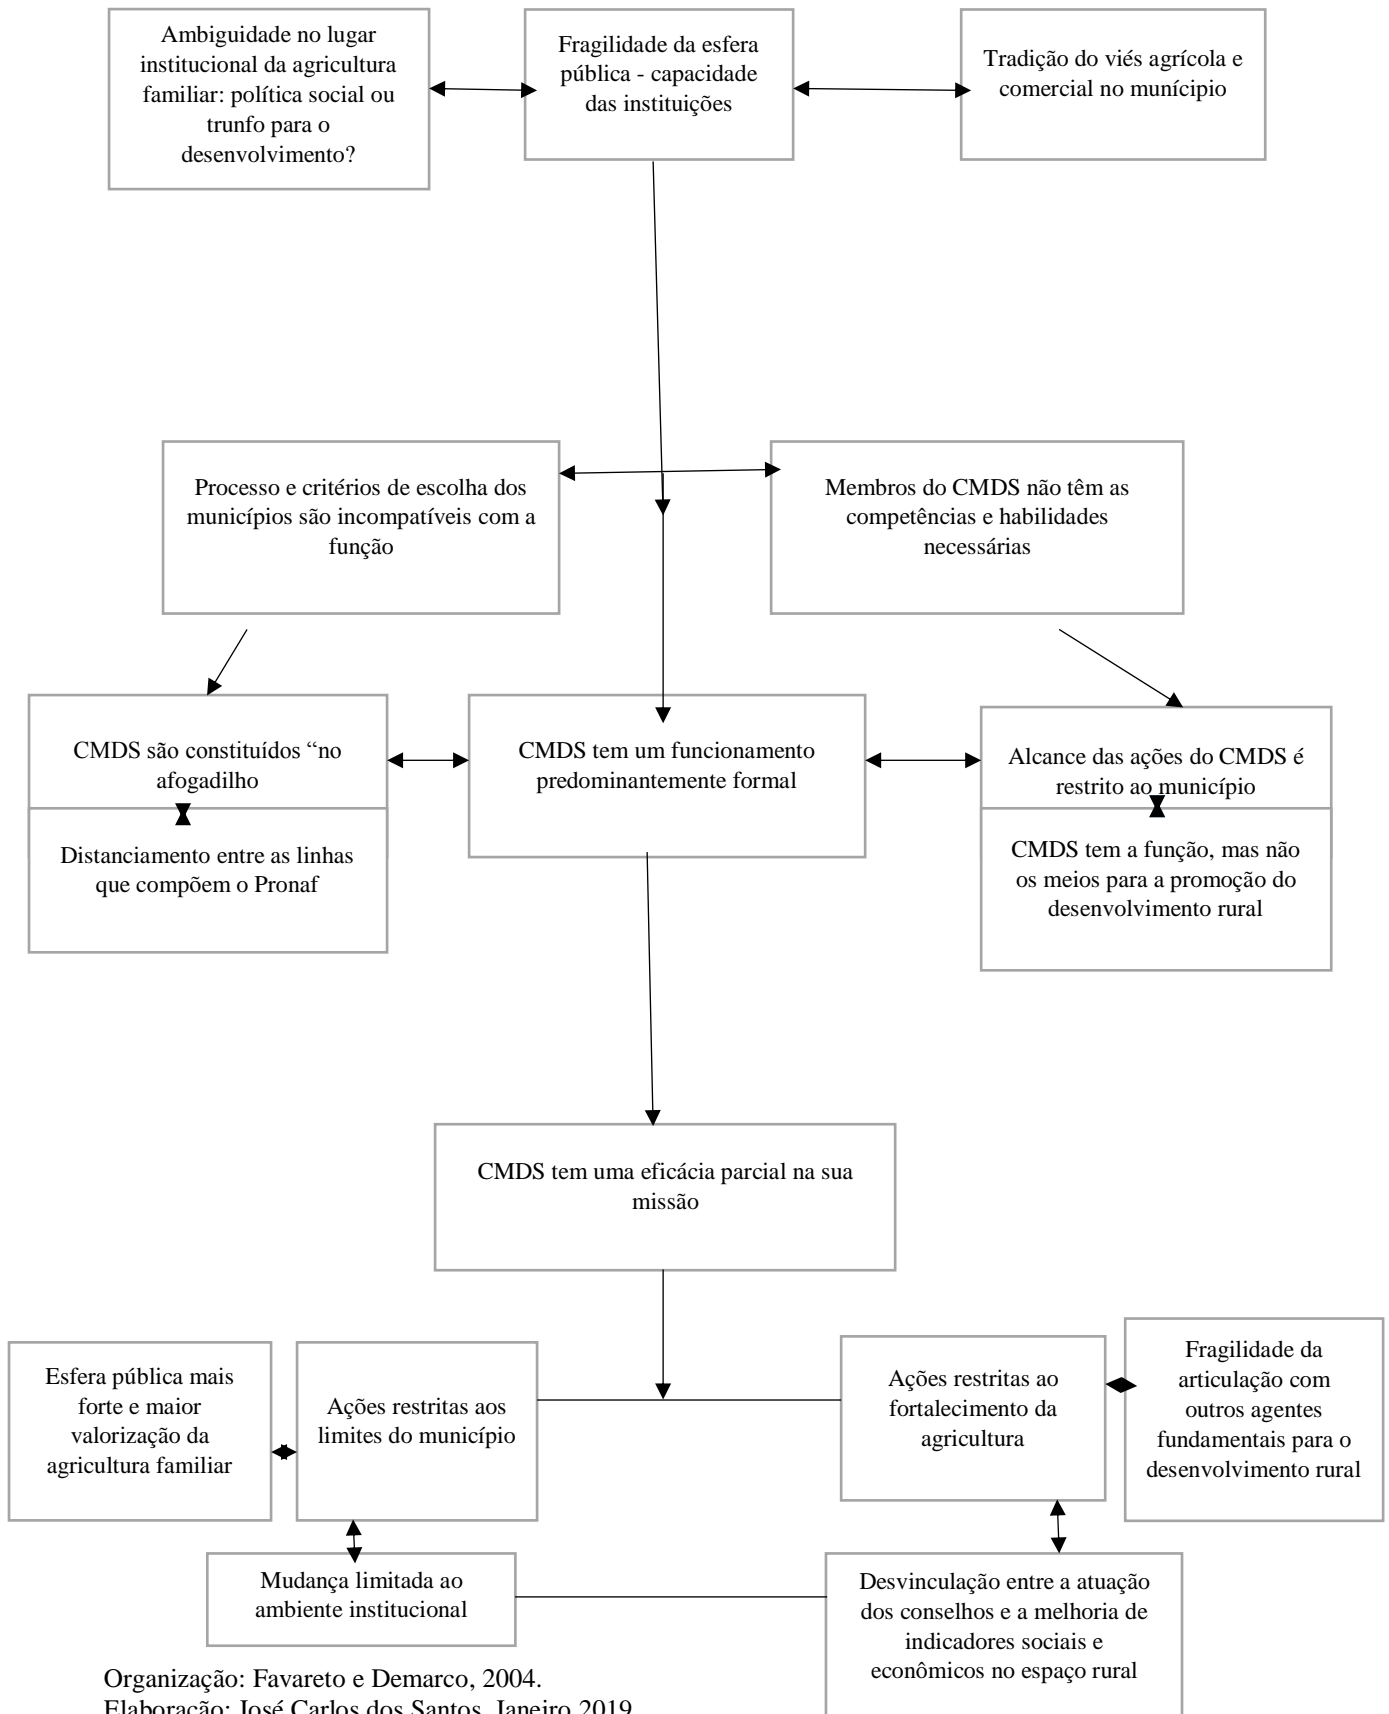 Ambiguidade no lugar
institucional da agricultura
familiar: política social ou
trunfo para o
desenvolvimento?
Fragilidade da esfera
pública - capacidade
das instituições
Tradição do viés agrícola e
comercial no munícipio
Processo e critérios de escolha dos
municípios são incompatíveis com a
função
Membros do CMDS não têm as
competências e habilidades
necessárias
CMDS são constituídos “no
afogadilho
CMDS tem um funcionamento
predominantemente formal
Alcance das ações do CMDS é
restrito ao município
Distanciamento entre as linhas
que compõem o Pronaf
CMDS tem a função, mas não
os meios para a promoção do
desenvolvimento rural
CMDS tem uma eficácia parcial na sua
missão
Esfera pública mais
forte e maior
valorização da
agricultura familiar
Ações restritas aos
limites do município
Ações restritas ao
fortalecimento da
agricultura
Fragilidade da
articulação com
outros agentes
fundamentais para o
desenvolvimento rural
Mudança limitada ao
ambiente institucional
Desvinculação entre a atuação
dos conselhos e a melhoria de
indicadores sociais e
econômicos no espaço rural
Organização: Favareto e Demarco, 2004.
Elaboração: José Carlos dos Santos, Janeiro 2019